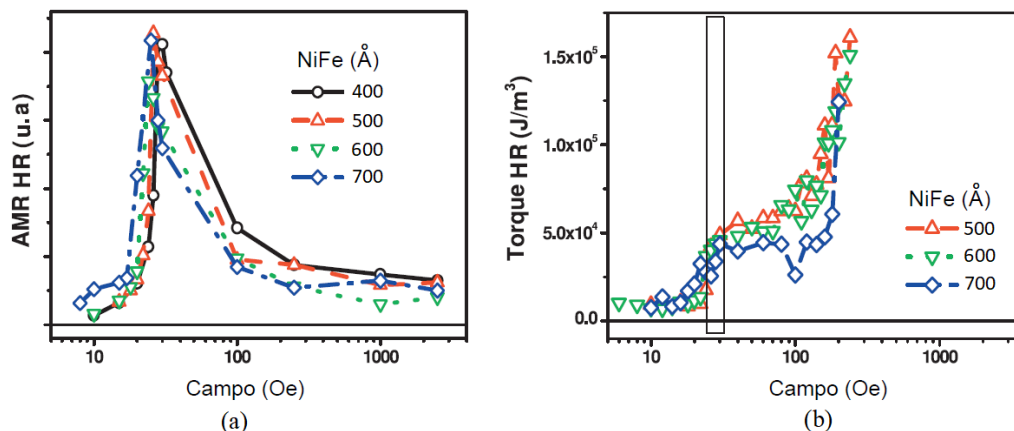 (a)
AMR HR (u.a)
NiFe (Å)
400
500
600
700
10
100
1000
Campo (Oe)
(a)
(b)
Torque HR (J/m³)
1.5x10⁵
1.0x10⁵
5.0x10⁴
0.0
NiFe (Å)
500
600
700
10
100
1000
Campo (Oe)
(b)